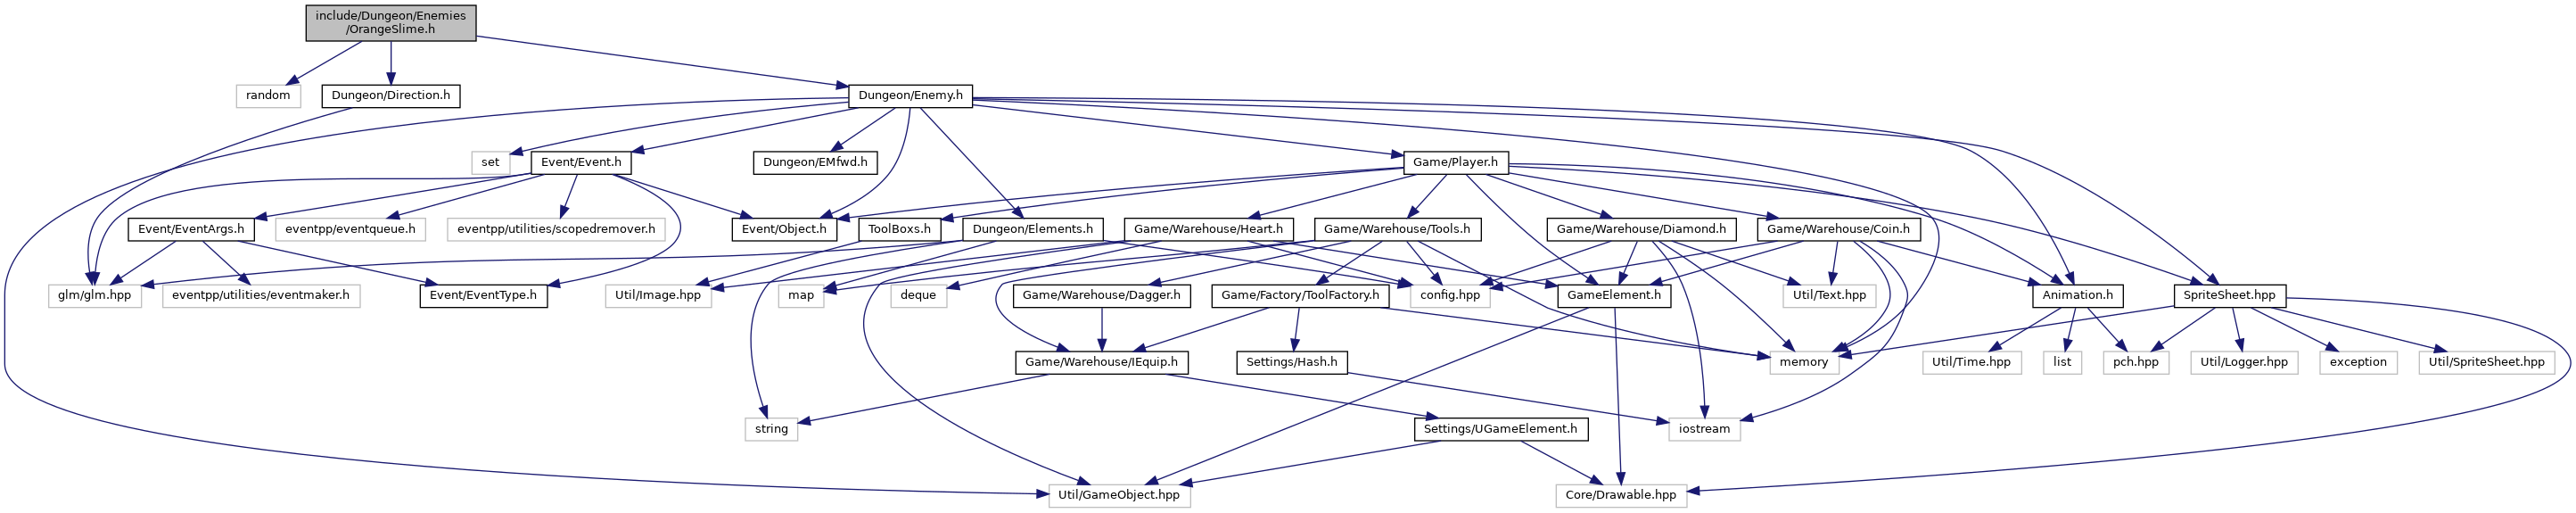 include/Dungeon/Enemies
/OrangeSlime.h
random
Dungeon/Direction.h
Dungeon/Enemy.h
set
Event/Event.h
Dungeon/EMfwd.h
Game/Player.h
Event/EventArgs.h
eventpp/eventqueue.h
eventpp/utilities/scopedremover.h
Event/Object.h
ToolBoxs.h
Dungeon/Elements.h
Game/Warehouse/Heart.h
Game/Warehouse/Tools.h
Game/Warehouse/Diamond.h
Game/Warehouse/Coin.h
glm/glm.hpp
eventpp/utilities/eventmaker.h
Event/EventType.h
Util/Image.hpp
map
deque
Game/Warehouse/Dagger.h
Game/Factory/ToolFactory.h
config.hpp
GameElement.h
Util/Text.hpp
Animation.h
SpriteSheet.hpp
Game/Warehouse/IEquip.h
Settings/Hash.h
memory
Util/Time.hpp
list
pch.hpp
Util/Logger.hpp
exception
Util/SpriteSheet.hpp
string
Settings/UGameElement.h
iostream
Util/GameObject.hpp
Core/Drawable.hpp